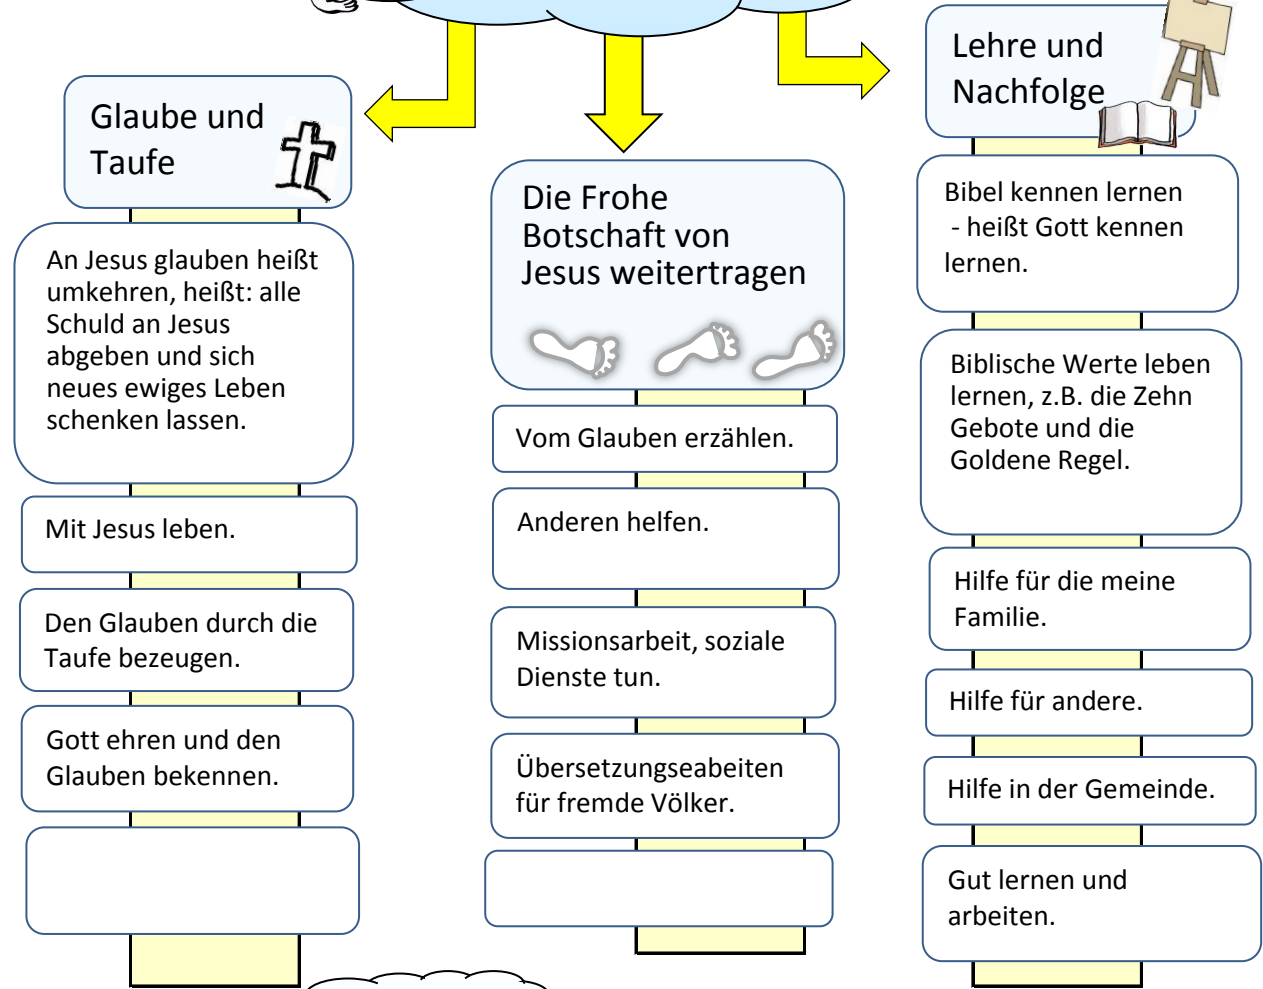 Glaube und
Taufe
An Jesus glauben heißt
umkehren, heißt: alle
Schuld an Jesus
abgeben und sich
neues ewiges Leben
schenken lassen.
Mit Jesus leben.
Den Glauben durch die
Taufe bezeugen.
Gott ehren und den
Glauben bekennen.
Die Frohe
Botschaft von
Jesus weitertragen
Vom Glauben erzählen.
Anderen helfen.
Missionsarbeit, soziale
Dienste tun.
Übersetzungseabeiten
für fremde Völker.
Lehre und
Nachfolge
Bibel kennen lernen
- heißt Gott kennen
lernen.
Biblische Werte leben
lernen, z.B. die Zehn
Gebote und die
Goldene Regel.
Hilfe für die meine
Familie.
Hilfe für andere.
Hilfe in der Gemeinde.
Gut lernen und
arbeiten.